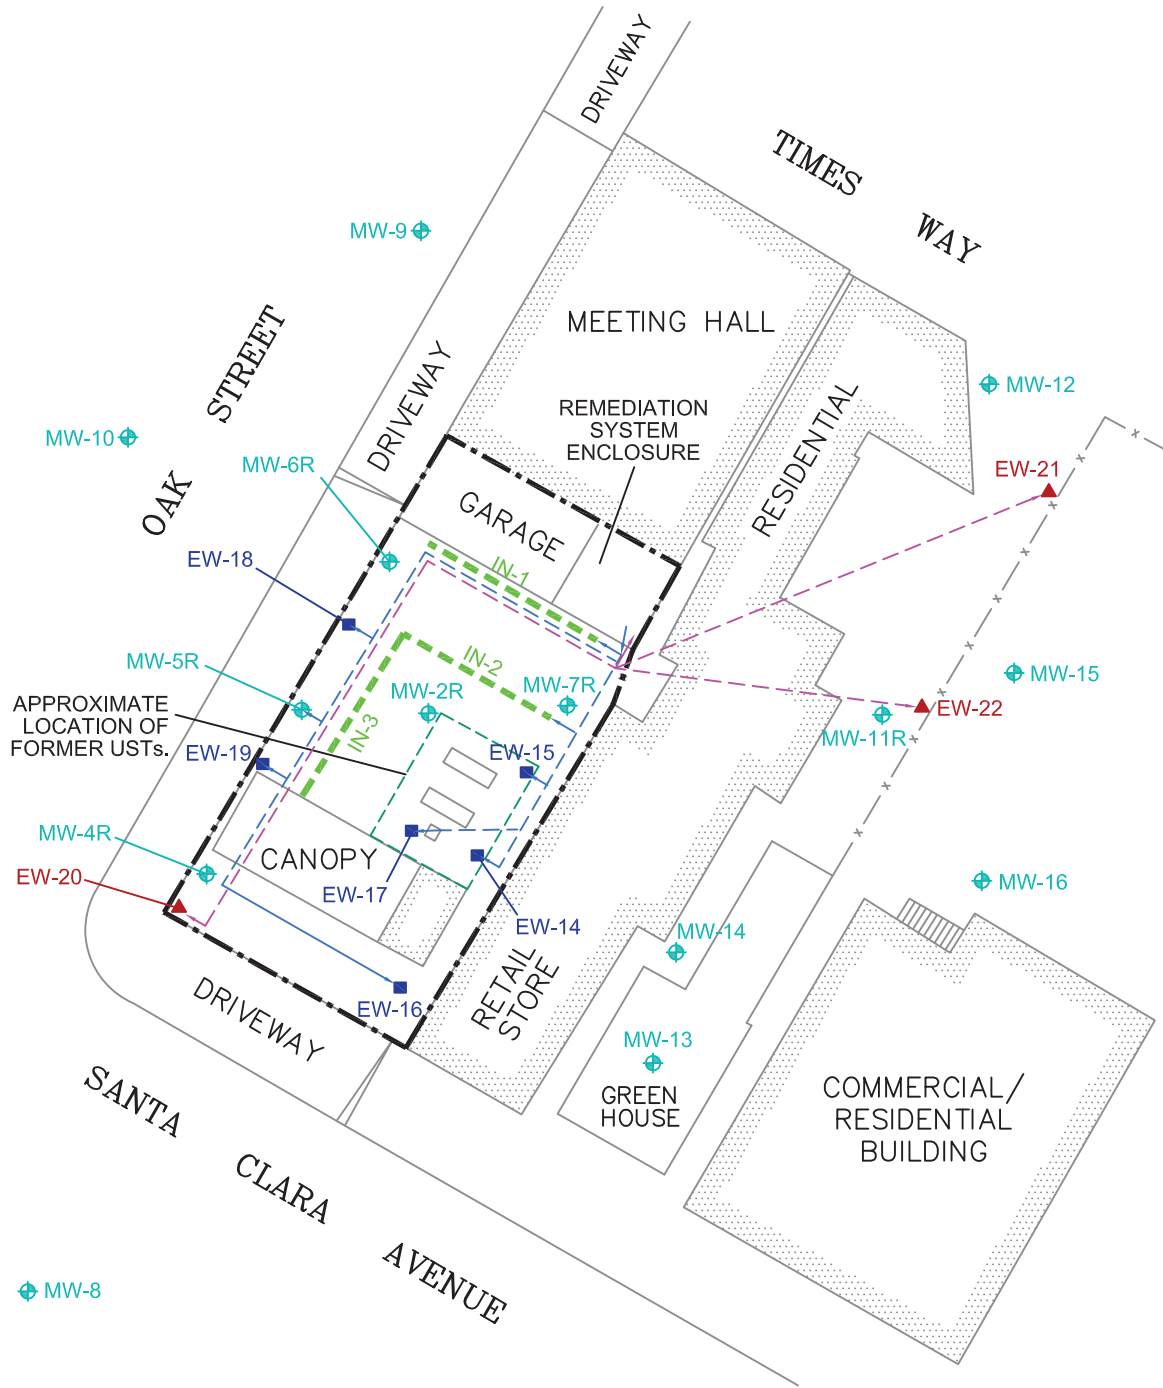 DRIVEWAY
TIMES
WAY
MW-9
MEETING HALL
STREET
DRIVEWAY
MW-12
RESIDENTIAL
REMEDIATION
SYSTEM
ENCLOSURE
MW-10
OAK
MW-6R
EW-21
GARAGE
EW-18
IN-1
MW-5R
IN-2
MW-15
MW-2R
MW-7R
APPROXIMATE
LOCATION OF
FORMER USTs.
IN-3
EW-22
MW-11R
EW-19
EW-15
MW-4R
CANOPY
EW-20
EW-17
MW-16
EW-14
MW-14
RETAIL
STORE
EW-16
DRIVEWAY
MW-13
GREEN
HOUSE
COMMERCIAL/
RESIDENTIAL
BUILDING
SANTA
CLARA
AVENUE
MW-8